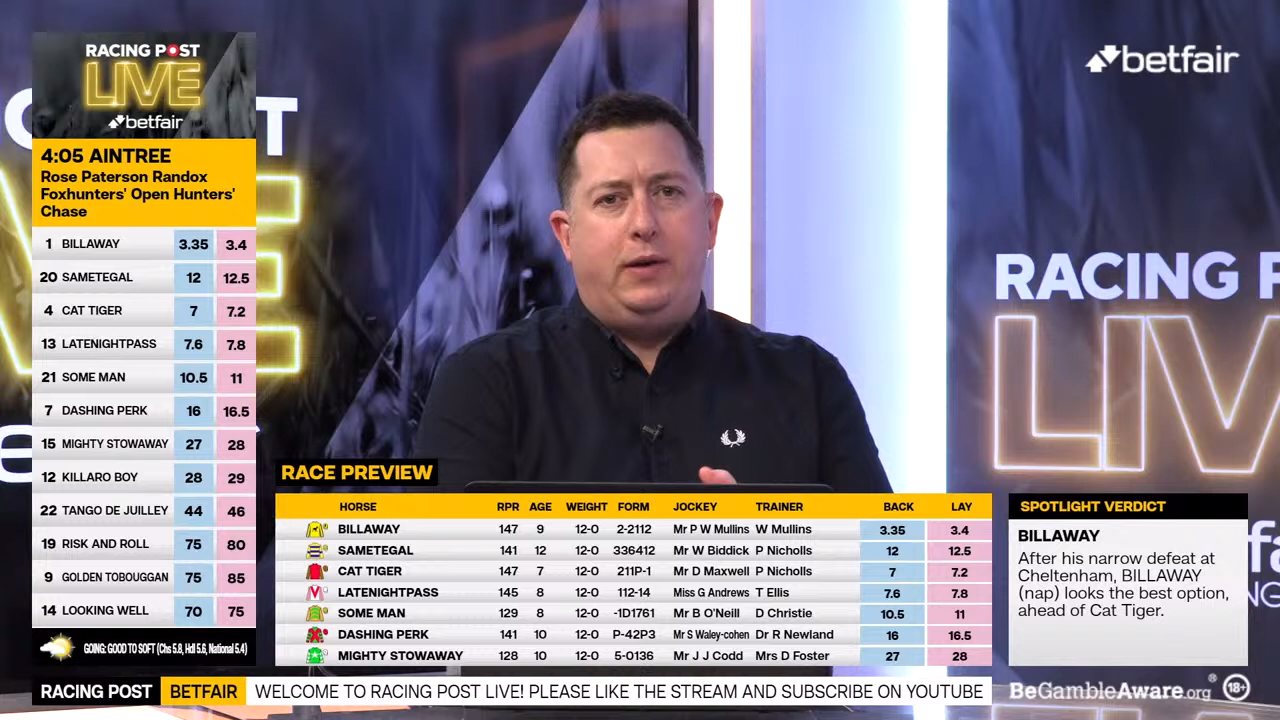 RACING POST
LIVE
betfair
4:05 AINTREE
Rose Paterson Randox
Foxhunters' Open Hunters'
Chase
1 BILLAWAY 3.35 3.4
20 SAMETEGAL 12 12.5
4 CAT TIGER 7 7.2
13 LATENIGHTPASS 7.6 7.8
21 SOME MAN 10.5 11
7 DASHING PERK 16 16.5
15 MIGHTY STOWAWAY 27 28
12 KILLARO BOY 28 29
22 TANGO DE JUILLEY 44 46
19 RISK AND ROLL 75 80
9 GOLDEN TOBOUGGAN 75 85
14 LOOKING WELL 70 75
GOING: GOOD TO SOFT (Chs 5.8, Hdl 5.6, National 5.4)
betfair
RACING P
LIV
RACE PREVIEW
HORSE RPR AGE WEIGHT FORM JOCKEY TRAINER BACK LAY
BILLAWAY 147 9 12-0 2-2112 Mr P W Mullins W Mullins 3.35 3.4
SAMETEGAL 141 12 12-0 336412 Mr W Biddick P Nicholls 12 12.5
CAT TIGER 147 7 12-0 211P-1 Mr D Maxwell P Nicholls 7 7.2
LATENIGHTPASS 145 8 12-0 112-14 Miss G Andrews T Ellis 7.6 7.8
SOME MAN 129 8 12-0 -1D1761 Mr B O'Neill D Christie 10.5 11
DASHING PERK 141 10 12-0 P-42P3 Mr S Waley-cohen Dr R Newland 16 16.5
MIGHTY STOWAWAY 128 10 12-0 5-0136 Mr J J Codd Mrs D Foster 27 28
SPOTLIGHT VERDICT
BILLAWAY
After his narrow defeat at
Cheltenham, BILLAWAY
(nap) looks the best option,
ahead of Cat Tiger.
RACING POST BETFAIR WELCOME TO RACING POST LIVE! PLEASE LIKE THE STREAM AND SUBSCRIBE ON YOUTUBE
BeGambleAware.org® 18+